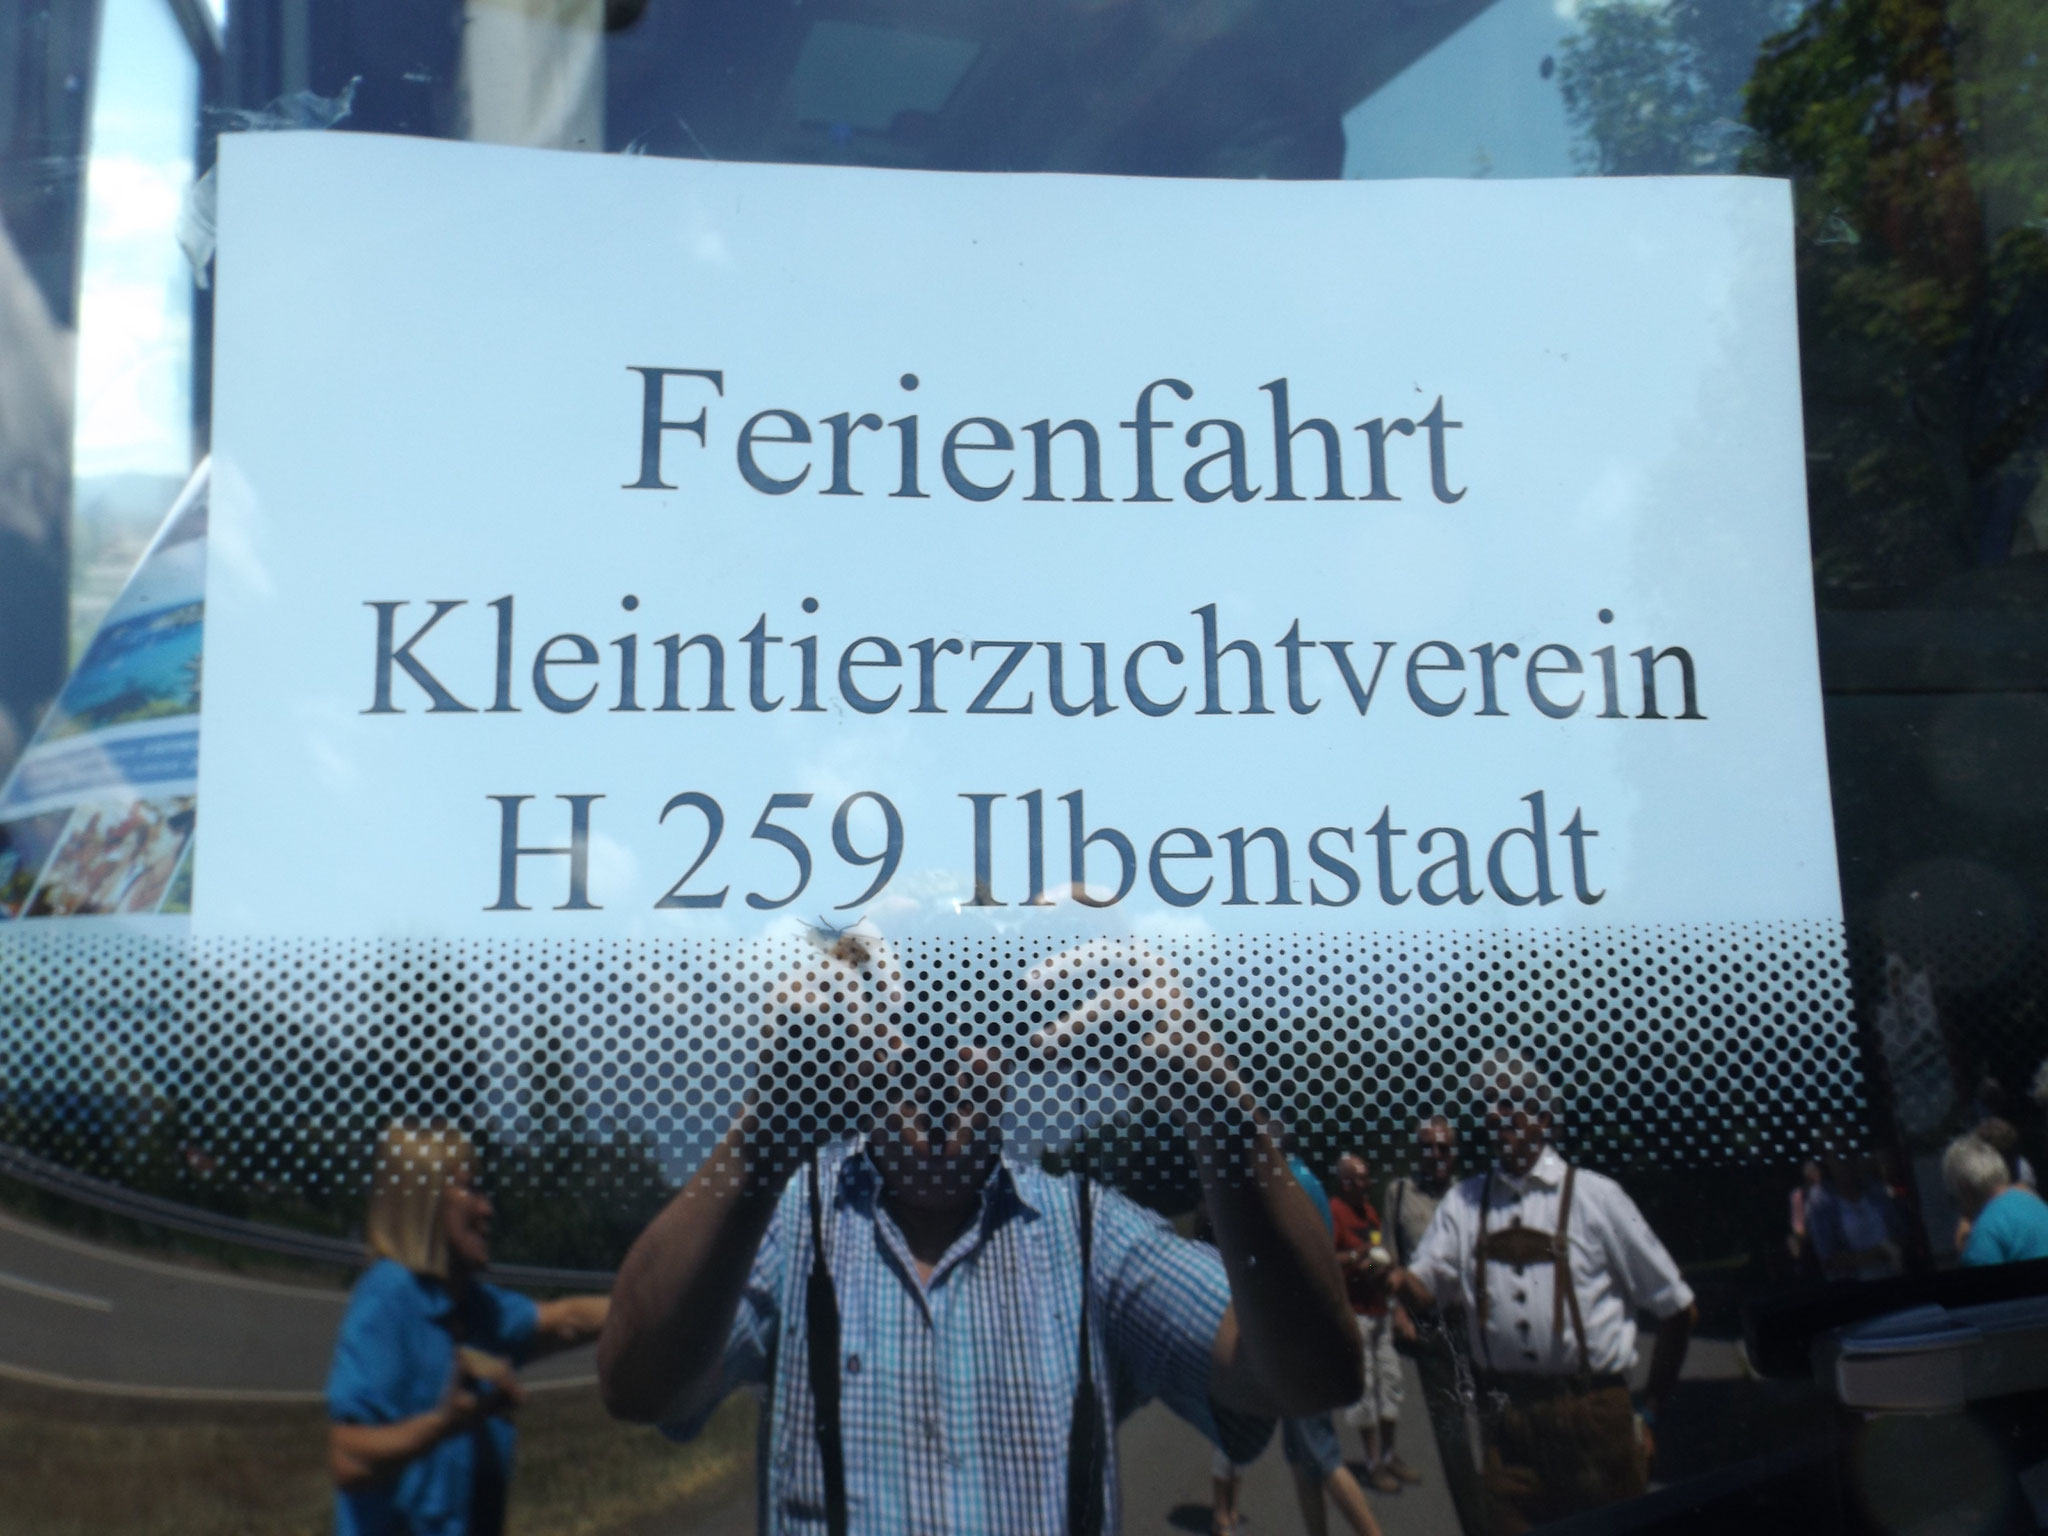 Ferienfahrt
Kleintierzuchtverein
H 259 Ilbenstadt